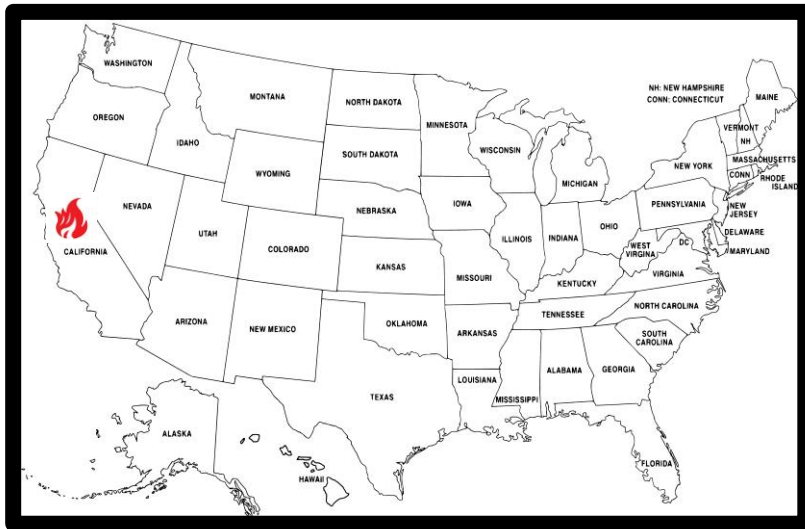 WASHINGTON
OREGON
IDAHO
MONTANA
NORTH DAKOTA
SOUTH DAKOTA
MINNESOTA
WISCONSIN
MICHIGAN
NH: NEW HAMPSHIRE
CONN: CONNECTICUT
MAINE
VERMONT
NH
MASSACHUSETTS
CONN
RHODE
ISLAND
NEW YORK
WYOMING
NEVADA
UTAH
COLORADO
CALIFORNIA
NEBRASKA
IOWA
ILLINOIS
INDIANA
OHIO
PENNSYLVANIA
NEW
JERSEY
DELAWARE
MARYLAND
DC
WEST
VIRGINA
VIRGINIA
KANSAS
MISSOURI
KENTUCKY
ARIZONA
NEW MEXICO
OKLAHOMA
ARKANSAS
TENNESSEE
NORTH CAROLINA
SOUTH
CAROLINA
TEXAS
LOUISIANA
MISSISSIPPI
ALABAMA
GEORGIA
FLORIDA
ALASKA
HAWAII